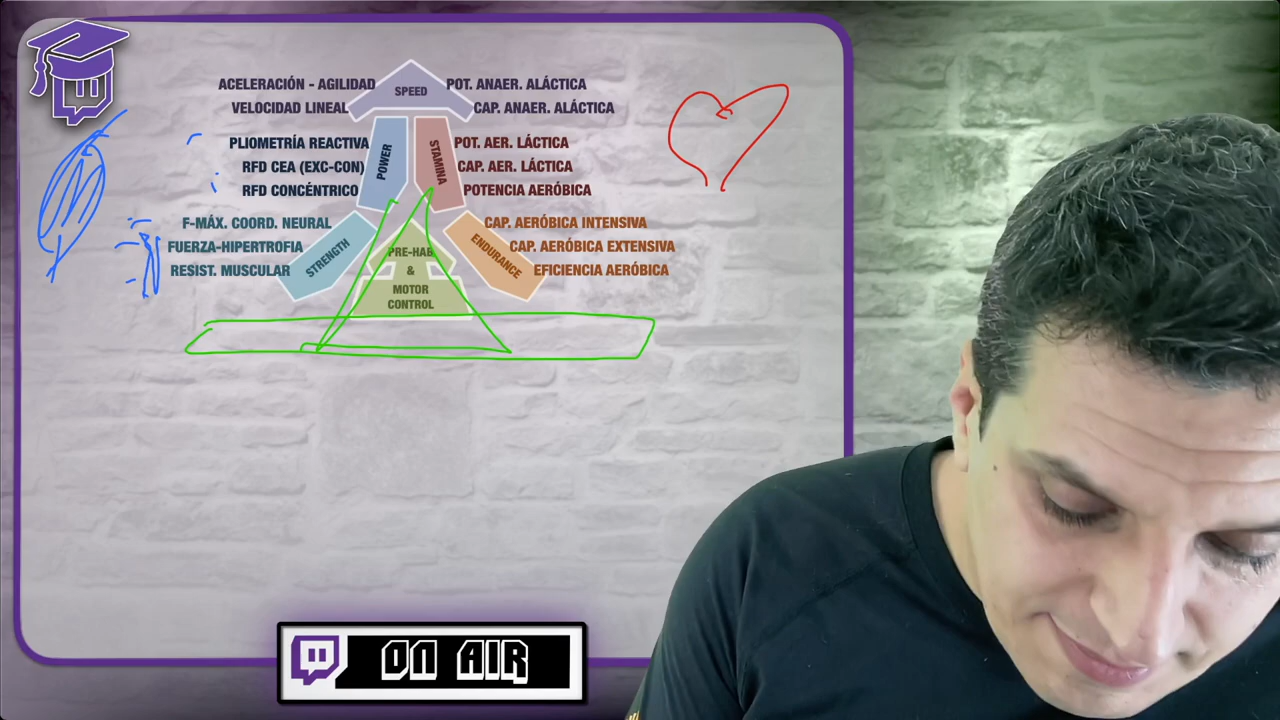 ACELERACIÓN - AGILIDAD
SPEED
POT. ANAER. ALÁCTICA
VELOCIDAD LINEAL
CAP. ANAER. ALÁCTICA
PLIOMETRÍA REACTIVA
POWER
STAMINA
POT. AER. LÁCTICA
RFD CEA (EXC-CON)
CAP. AER. LÁCTICA
RFD CONCÉNTRICO
POTENCIA AERÓBICA
F-MÁX. COORD. NEURAL
CAP. AERÓBICA INTENSIVA
FUERZA-HIPERTROFIA
STRENGTH
PRE-HAB
ENDURANCE
CAP. AERÓBICA EXTENSIVA
RESIST. MUSCULAR
&
EFICIENCIA AERÓBICA
MOTOR
CONTROL
ON AIR